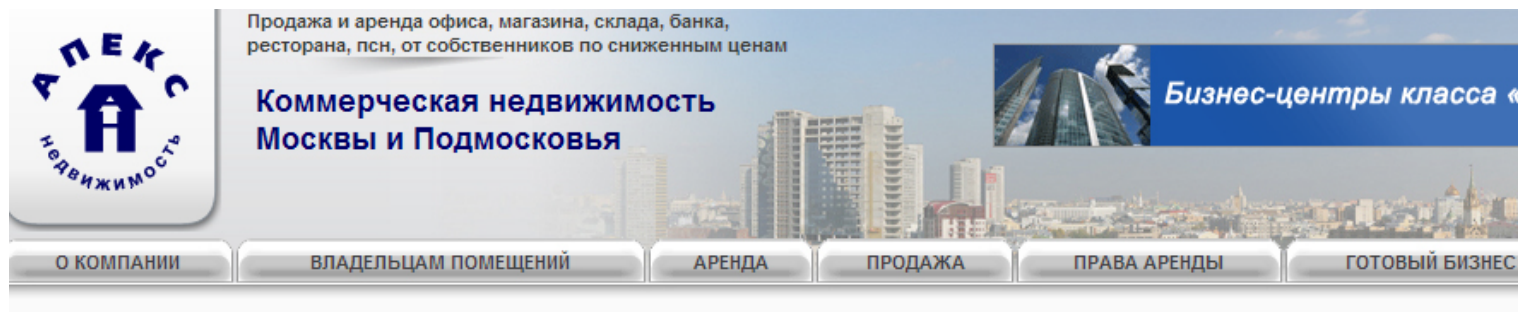 АПЕКС
А
недвижимость
Продажа и аренда офиса, магазина, склада, банка,
ресторана, псн, от собственников по сниженным ценам
Коммерческая недвижимость
Москвы и Подмосковья
Бизнес-центры класса «
О КОМПАНИИ
ВЛАДЕЛЬЦАМ ПОМЕЩЕНИЙ
АРЕНДА
ПРОДАЖА
ПРАВА АРЕНДЫ
ГОТОВЫЙ БИЗНЕС